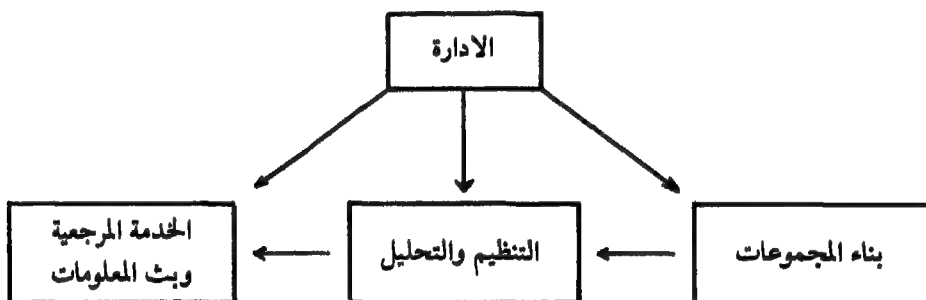 الادارة
بناء المجموعات
التنظيم والتحليل
الخدمة المرجعية
وبث المعلومات